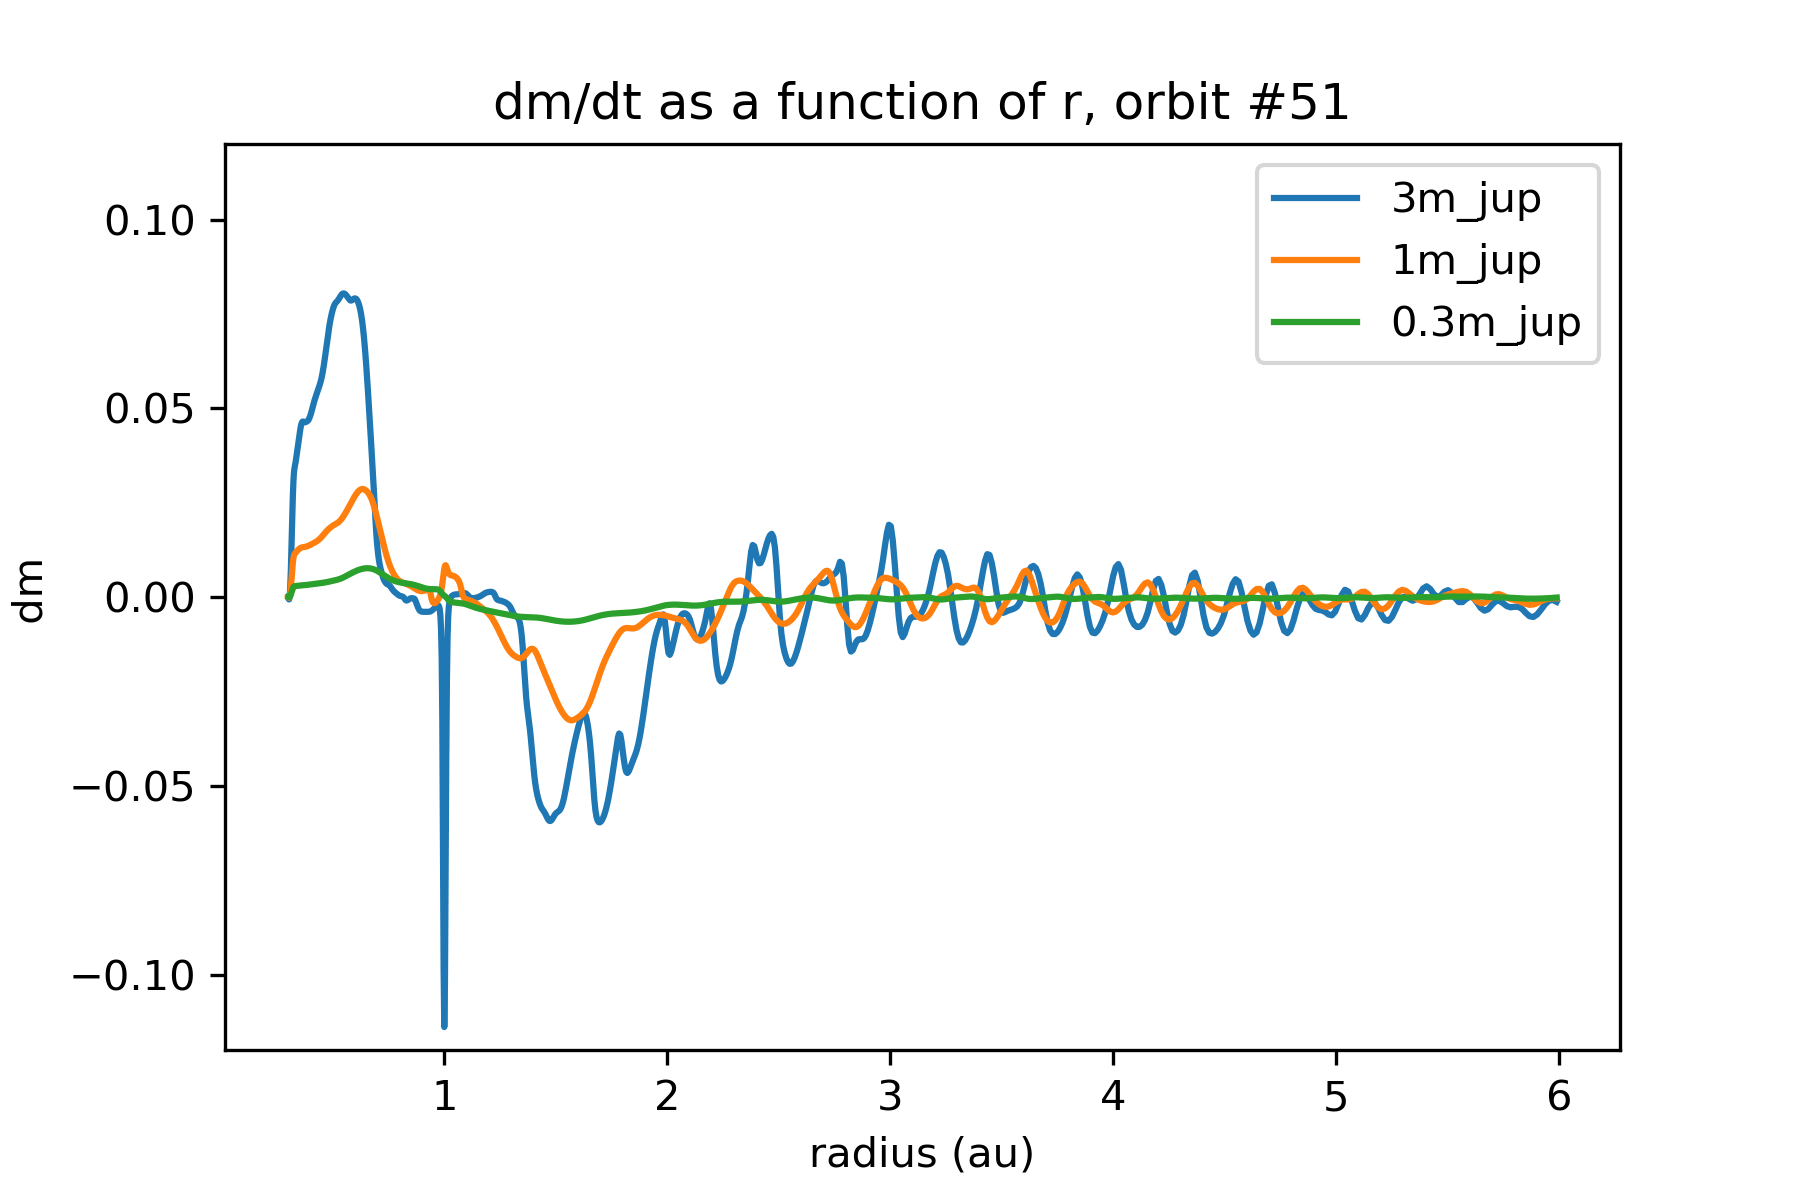 dm/dt as a function of r, orbit #51
3m_jup
1m_jup
0.3m_jup
0.10
0.05
0.00
−0.05
−0.10
dm
1 2 3 4 5 6
radius (au)